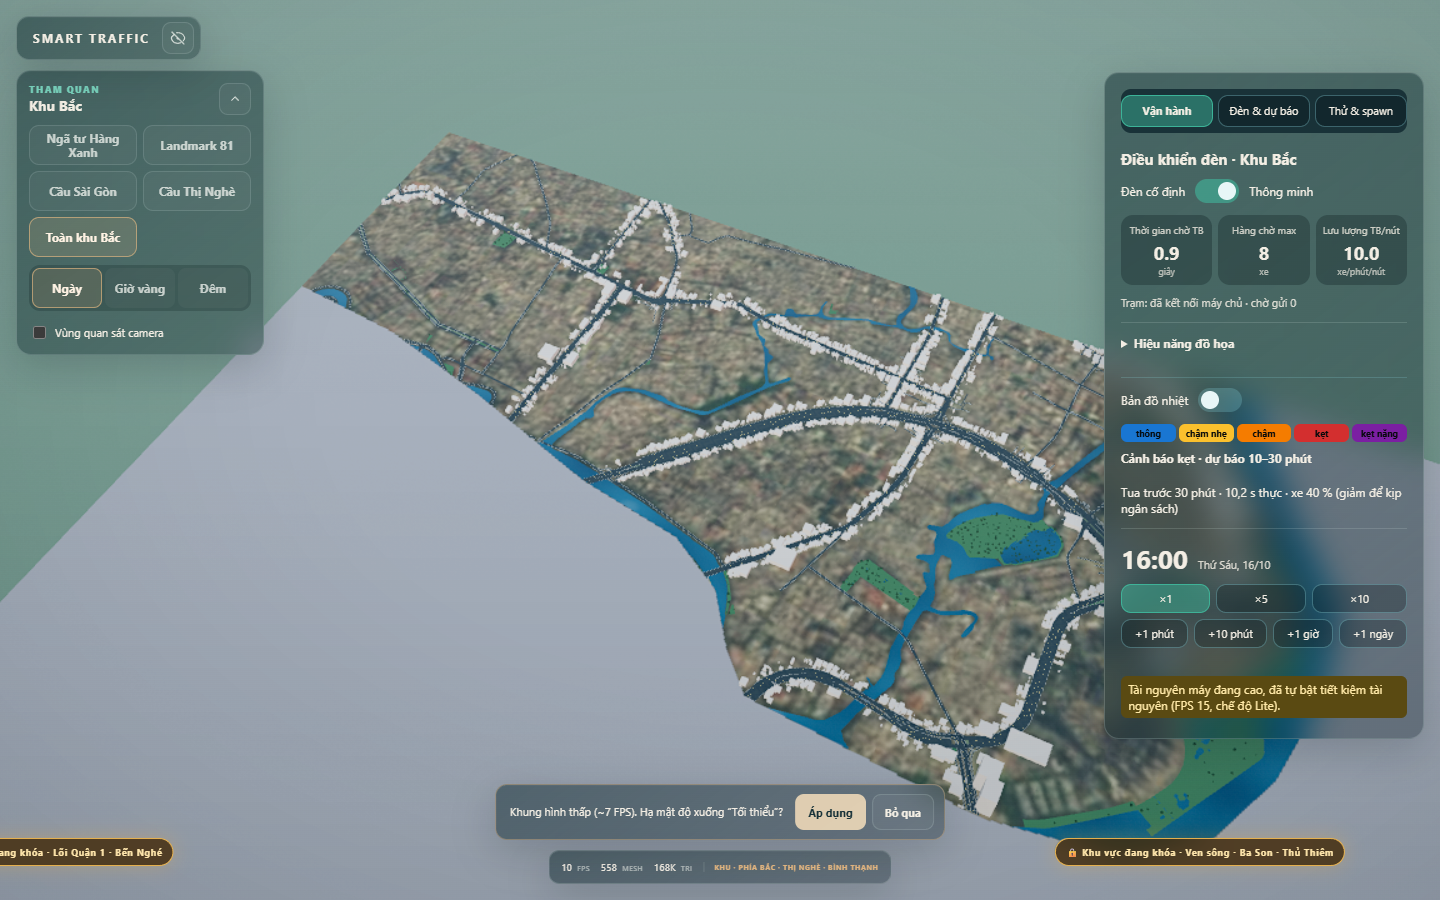 SMART TRAFFIC
THAM QUAN
Khu Bắc
Ngã tư Hàng
Xanh
Landmark 81
Cầu Sài Gòn
Cầu Thị Nghè
Toàn khu Bắc
Ngày
Giờ vàng
Đêm
Vùng quan sát camera
Vận hành
Đèn & dự báo
Thử & spawn
Điều khiển đèn · Khu Bắc
Đèn cố định
Thông minh
Thời gian chờ TB
0.9
giây
Hàng chờ max
8
xe
Lưu lượng TB/nút
10.0
xe/phút/nút
Trạm: đã kết nối máy chủ · chờ gửi 0
Hiệu năng đồ họa
Bản đồ nhiệt
thông
chậm nhẹ
chậm
kẹt
kẹt nặng
Cảnh báo kẹt · dự báo 10–30 phút
Tua trước 30 phút · 10,2 s thực · xe 40 % (giảm để kịp
ngân sách)
16:00
Thứ Sáu, 16/10
×1
×5
×10
+1 phút
+10 phút
+1 giờ
+1 ngày
Tài nguyên máy đang cao, đã tự bật tiết kiệm tài
nguyên (FPS 15, chế độ Lite).
Khung hình thấp (~7 FPS). Hạ mật độ xuống "Tối thiểu"?
Áp dụng
Bỏ qua
ang khóa · Lõi Quận 1 · Bến Nghé
Khu vực đang khóa · Ven sông · Ba Son · Thủ Thiêm
10 FPS
558 MESH
168K TRI
KHU · PHÍA BẮC · THỊ NGHÈ · BÌNH THẠNH